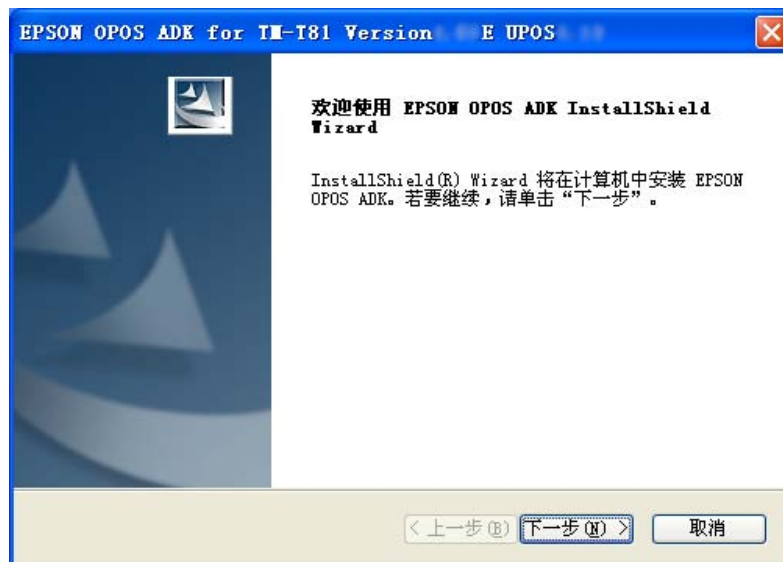 EPSON OPOS ADK for TM-T81 Version E UPOS
欢迎使用 EPSON OPOS ADK InstallShield
Wizard
InstallShield(R) Wizard 将在计算机中安装 EPSON
OPOS ADK。若要继续，请单击“下一步”。
< 上一步(B) 下一步(N) > 取消